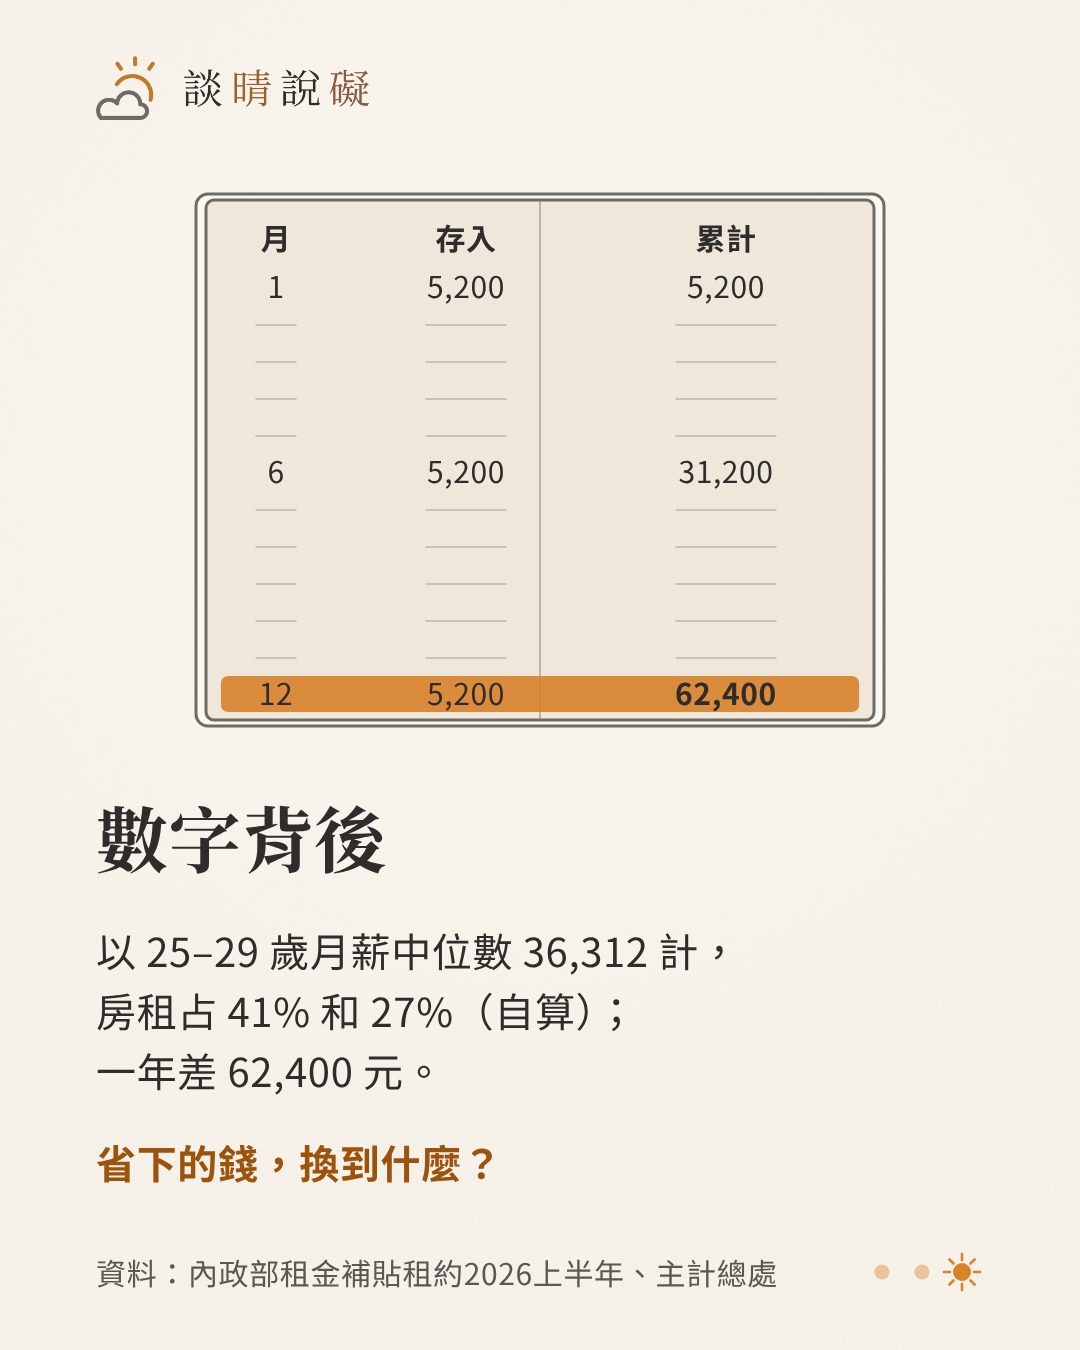 談晴說礙
月 存入 累計
1 5,200 5,200
6 5,200 31,200
12 5,200 62,400
數字背後
以 25–29 歲月薪中位數 36,312 計，
房租占 41% 和 27%（自算）；
一年差 62,400 元。
省下的錢，換到什麼？
資料：內政部租金補貼租約2026上半年、主計總處